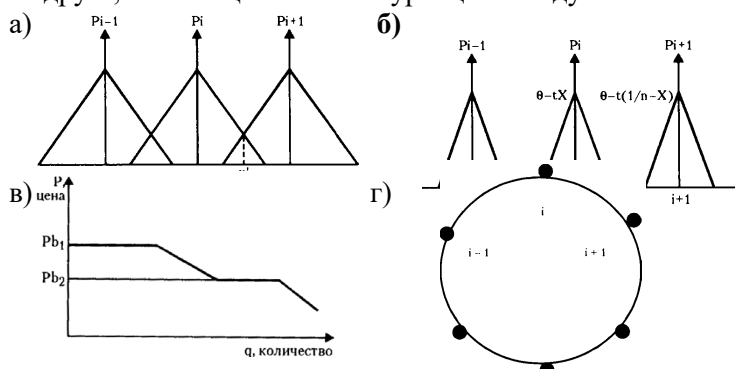 а)
Pi−1 Pi Pi+1
б)
Pi−1 Pi Pi+1
θ−tX θ−t(1/n−X)
i+1
в)
P,
цена
Pb₁
Pb₂
q, количество
г)
i
i − 1 i + 1